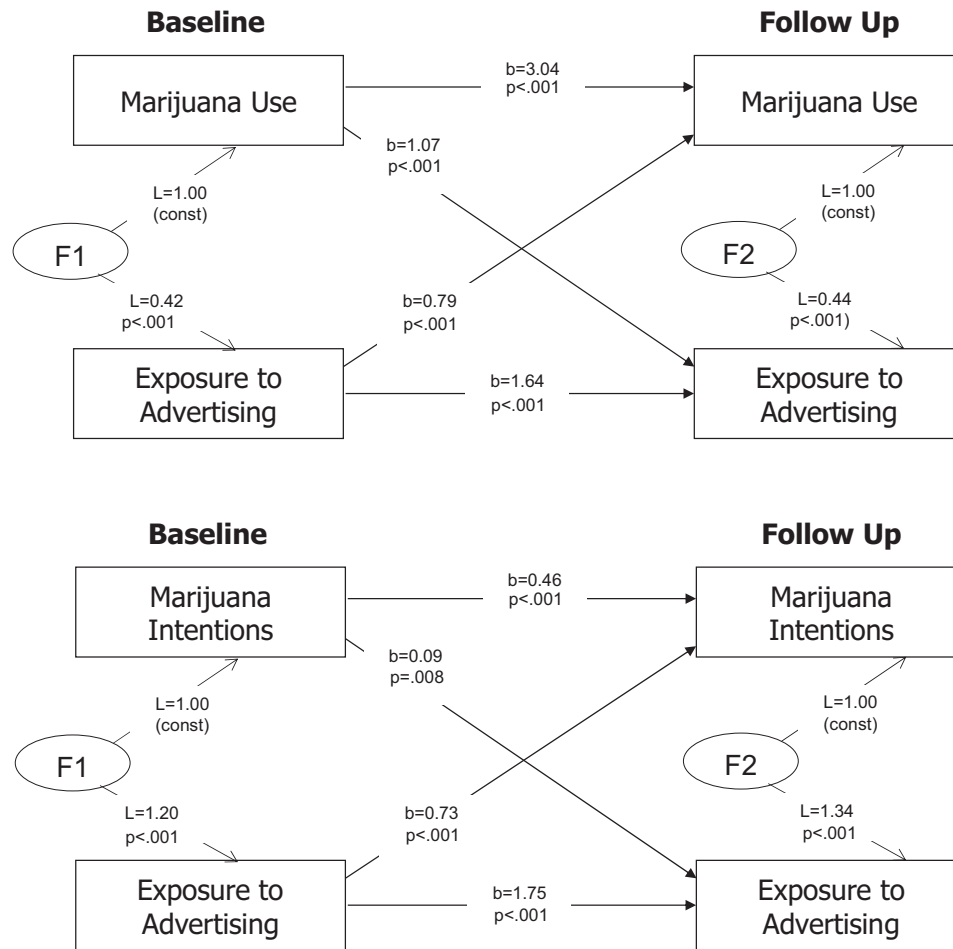 Baseline
Follow Up
Marijuana Use
b=3.04
p<.001
Marijuana Use
b=1.07
p<.001
L=1.00
(const)
L=1.00
(const)
F1
F2
L=0.42
p<.001
b=0.79
p<.001
L=0.44
p<.001)
Exposure to
Advertising
b=1.64
p<.001
Exposure to
Advertising
Baseline
Follow Up
Marijuana
Intentions
b=0.46
p<.001
Marijuana
Intentions
b=0.09
p=.008
L=1.00
(const)
L=1.00
(const)
F1
F2
L=1.20
p<.001
b=0.73
p<.001
L=1.34
p<.001
Exposure to
Advertising
b=1.75
p<.001
Exposure to
Advertising